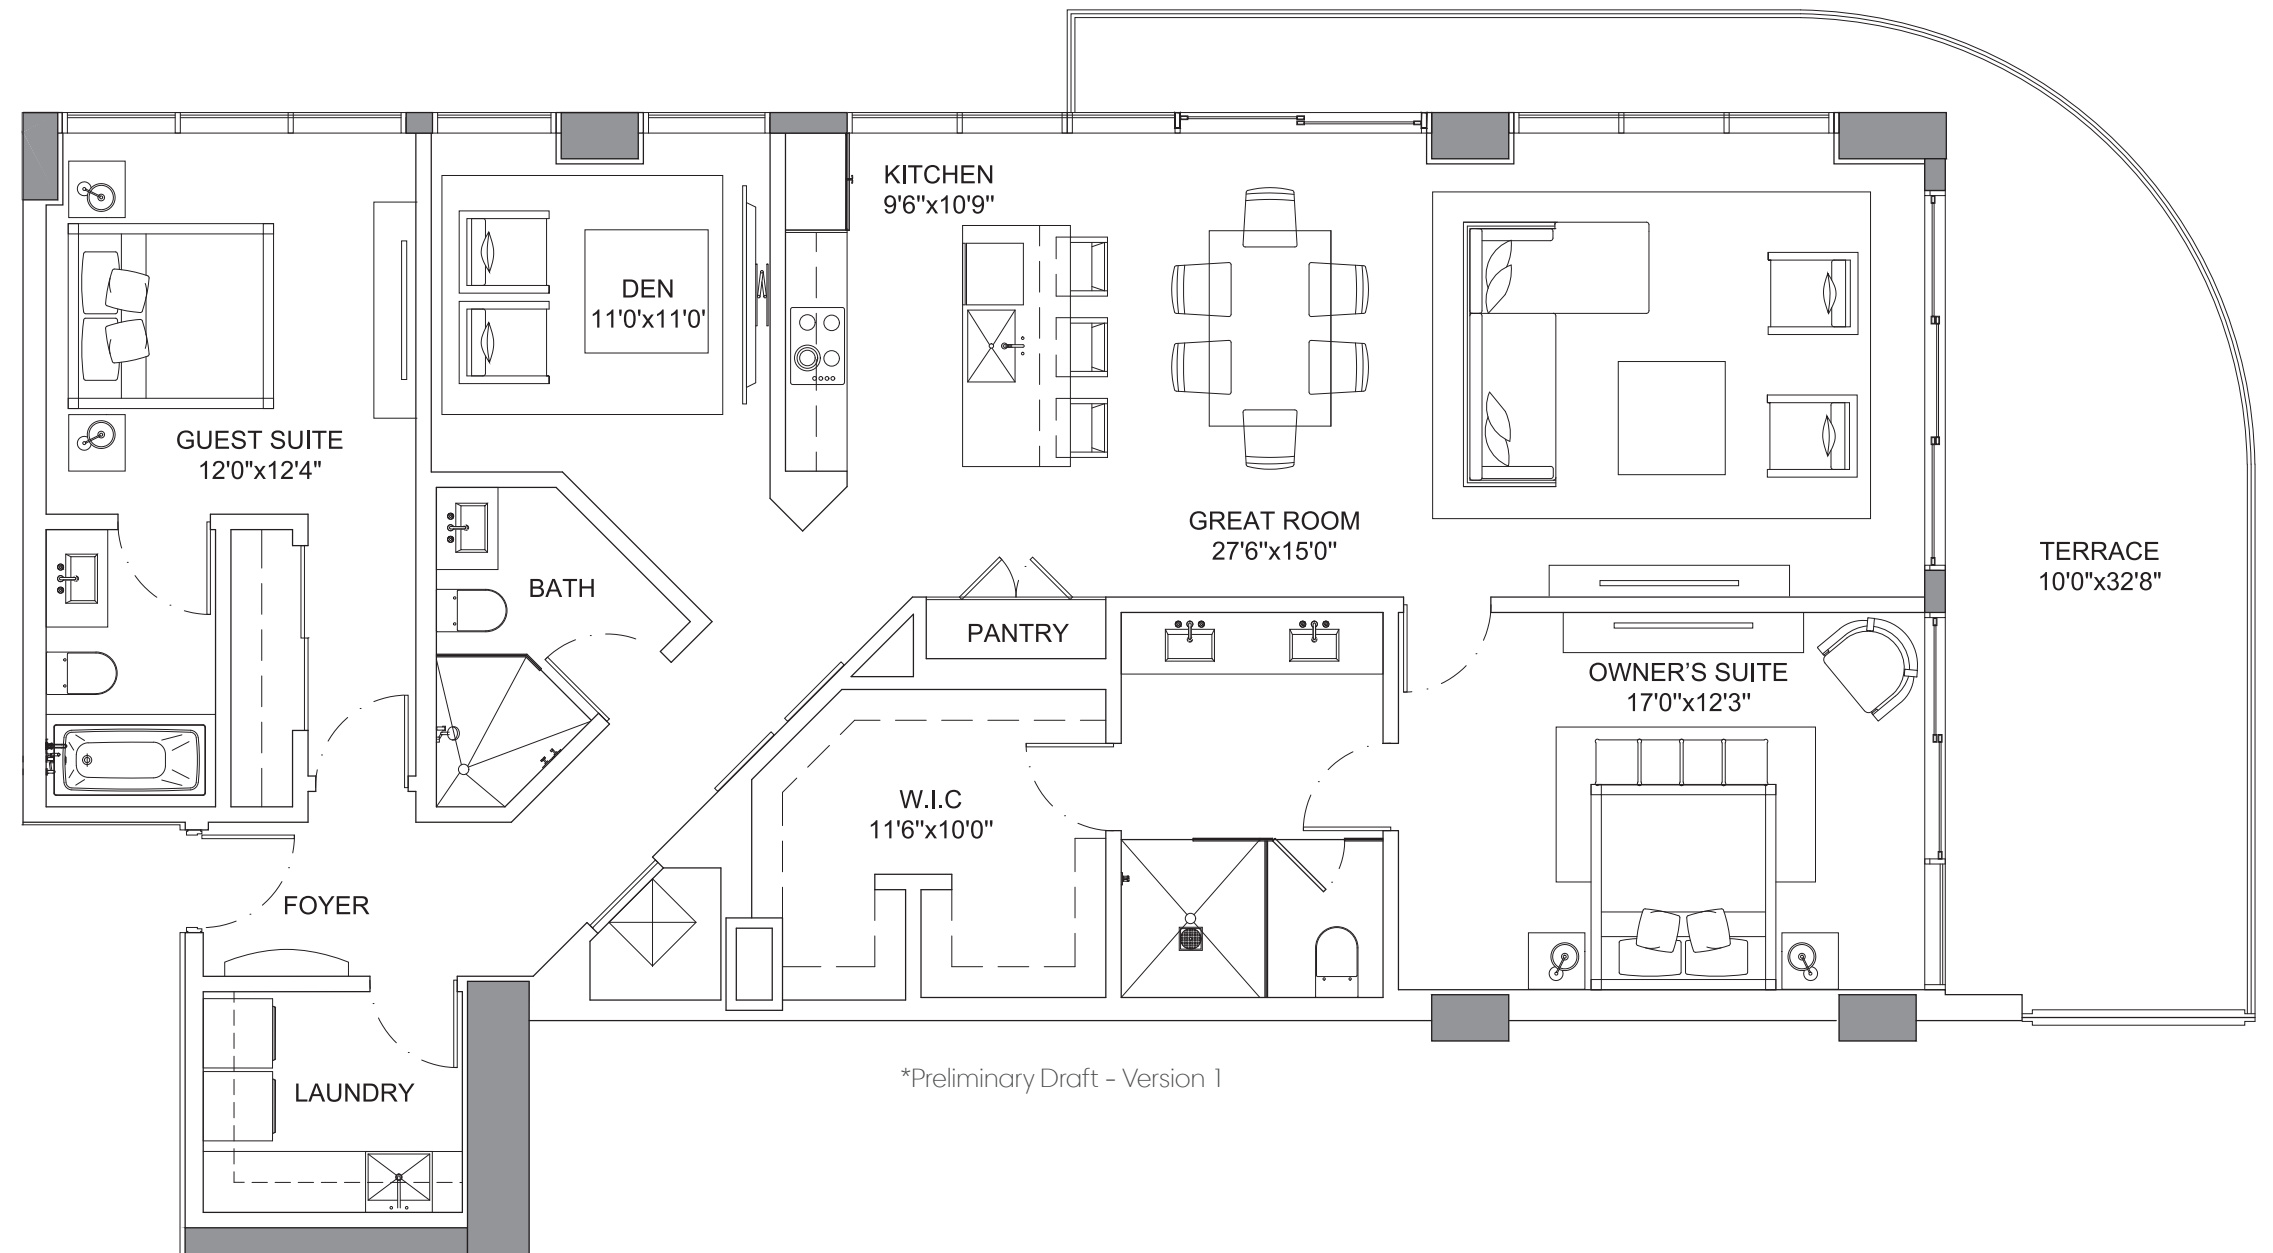 KITCHEN
9'6"x10'9"
DEN
11'0'x11'0'
GUEST SUITE
12'0"x12'4"
GREAT ROOM
27'6"x15'0"
TERRACE
10'0"x32'8"
BATH
PANTRY
OWNER'S SUITE
17'0"x12'3"
W.I.C
11'6"x10'0"
FOYER
LAUNDRY
*Preliminary Draft - Version 1